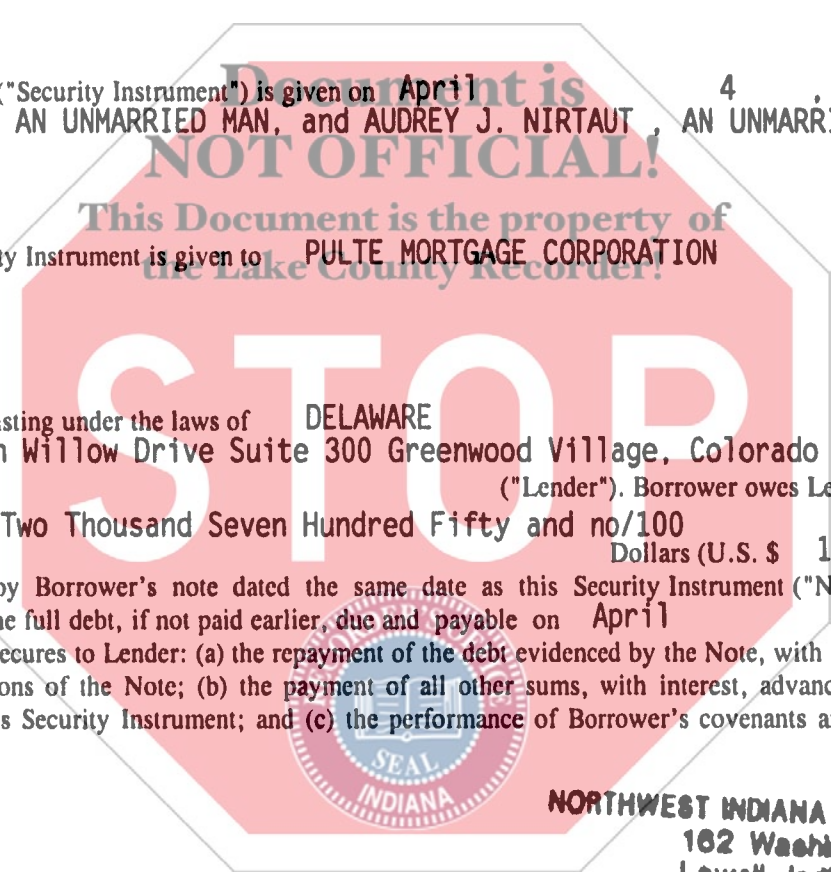 ("Security Instrument") is given on April 4 ,
AN UNMARRIED MAN, and AUDREY J. NIRTAUT , AN UNMARRI
ty Instrument is given to PULTE MORTGAGE CORPORATION
sting under the laws of DELAWARE
n Willow Drive Suite 300 Greenwood Village, Colorado
("Lender"). Borrower owes Le
Two Thousand Seven Hundred Fifty and no/100
Dollars (U.S. $ 1
by Borrower's note dated the same date as this Security Instrument ("N
he full debt, if not paid earlier, due and payable on April
ecures to Lender: (a) the repayment of the debt evidenced by the Note, with
ons of the Note; (b) the payment of all other sums, with interest, advanc
s Security Instrument; and (c) the performance of Borrower's covenants a
NORTHWEST INDIANA
162 Washi
Document is
NOT OFFICIAL!
This Document is the property of
the Lake County Recorder!
STOP
RECORDER'S OFFICE
SEAL
INDIANA